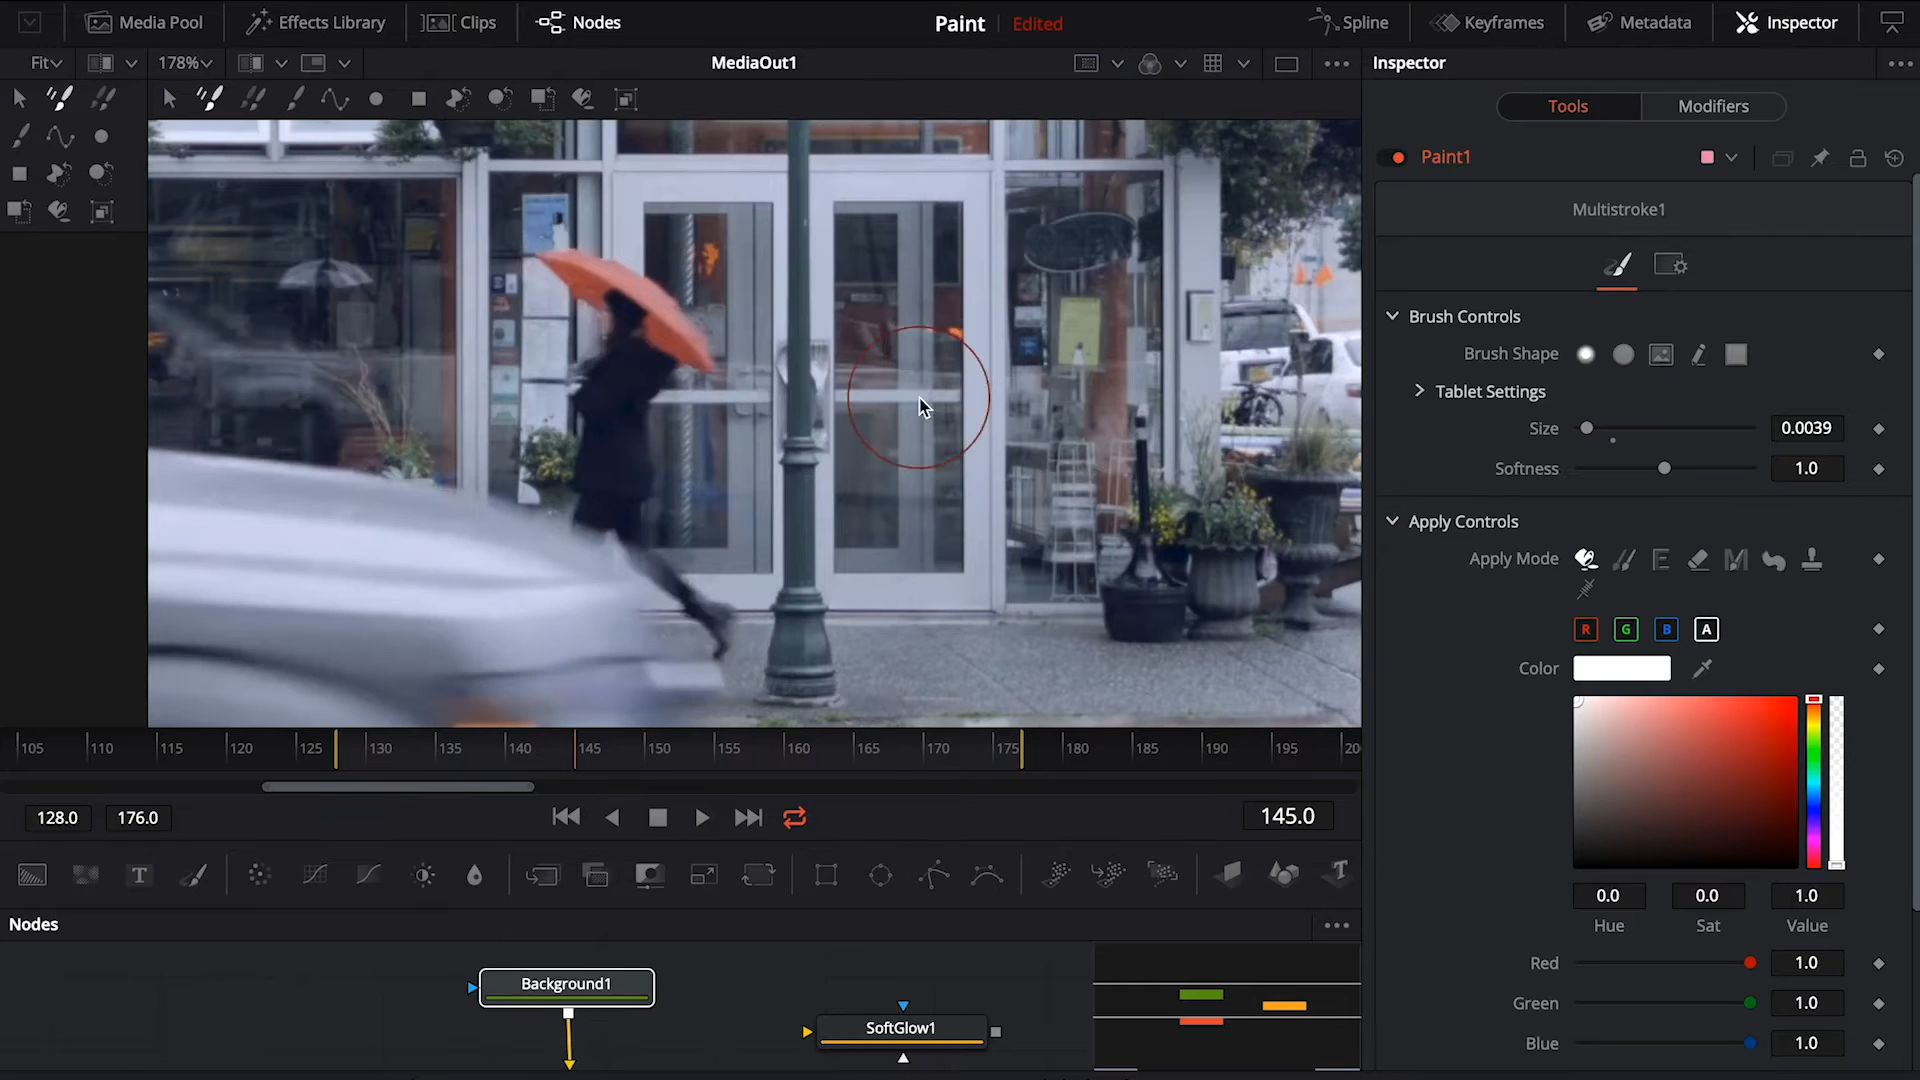 Media Pool Effects Library Clips Nodes Paint Edited Spline Keyframes Metadata Inspector
Fit 178% MediaOut1 Inspector
Tools Modifiers
Paint1
Multistroke1
Brush Controls
Brush Shape
Tablet Settings
Size 0.0039
Softness 1.0
Apply Controls
Apply Mode
R G B A
Color
105 110 115 120 125 130 135 140 145 150 155 160 165 170 175 180 185 190 195 20
128.0 176.0 145.0
0.0 0.0 1.0
Hue Sat Value
Nodes
Red 1.0
Green 1.0
Blue 1.0
Background1
SoftGlow1